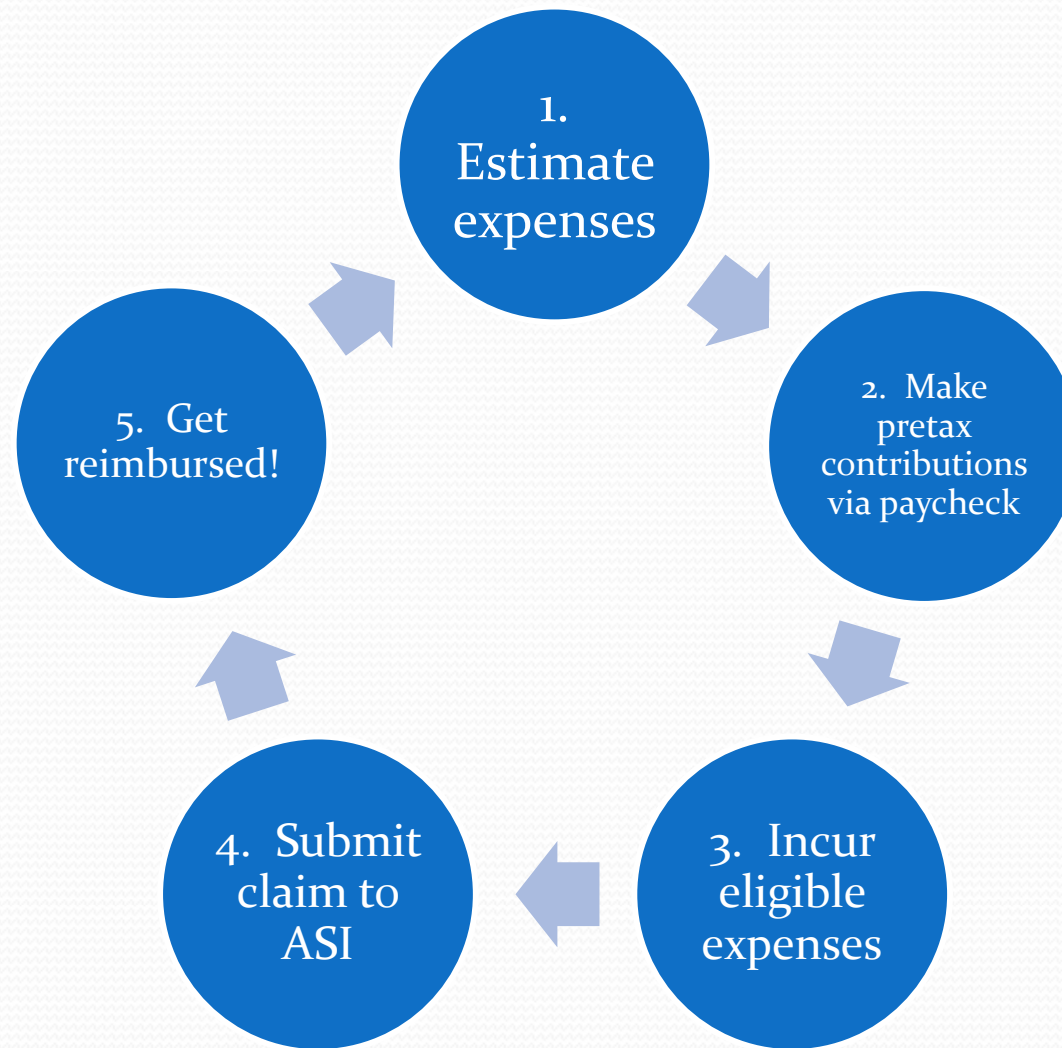 1.
Estimate
expenses
2. Make
pretax
contributions
via paycheck
3. Incur
eligible
expenses
4. Submit
claim to
ASI
5. Get
reimbursed!